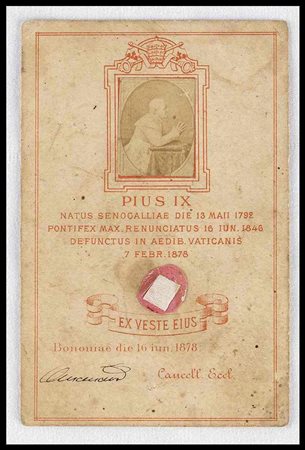 PIUS IX
NATUS SENOGALLIAE DIE 13 MAII 1792
PONTIFEX MAX. RENUNCIATUS 16 IUN. 1846
DEFUNCTUS IN AEDIB. VATICANIS
7 FEBR. 1878
EX VESTE EIUS
Bononiae die 16 iun. 1878.
Cancell. Eccl.